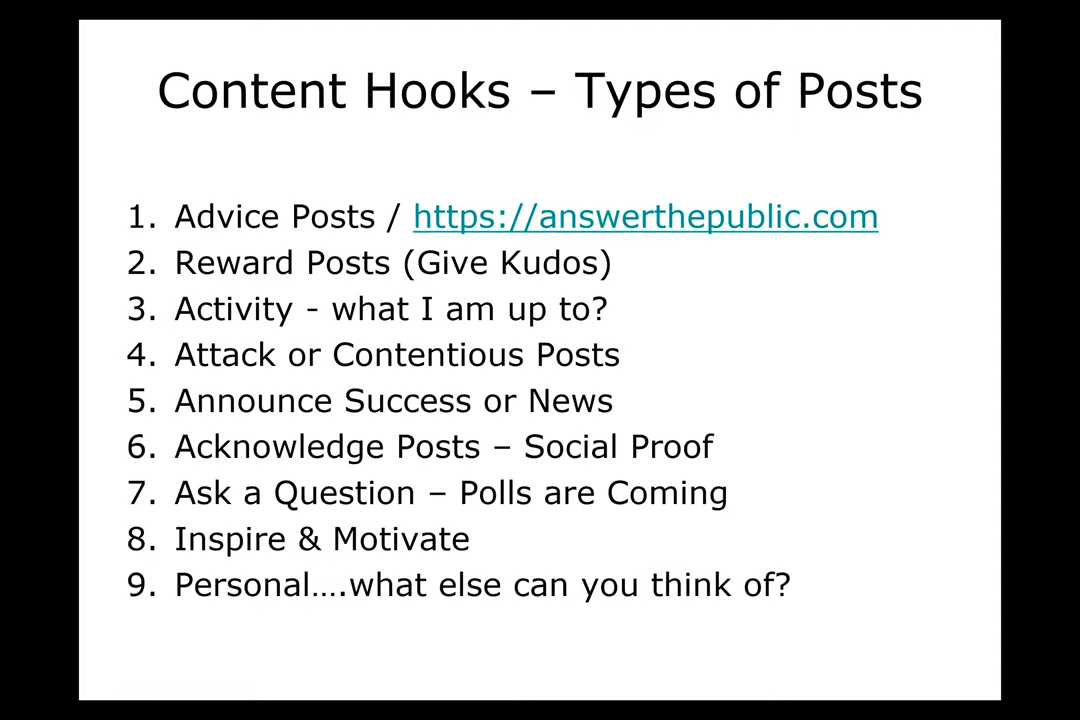 Content Hooks – Types of Posts
1. Advice Posts / https://answerthepublic.com
2. Reward Posts (Give Kudos)
3. Activity - what I am up to?
4. Attack or Contentious Posts
5. Announce Success or News
6. Acknowledge Posts – Social Proof
7. Ask a Question – Polls are Coming
8. Inspire & Motivate
9. Personal….what else can you think of?